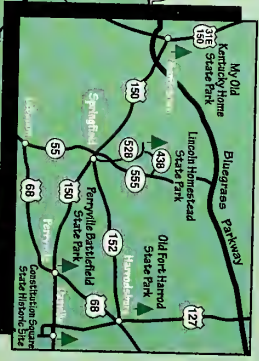 31E
150
My Old
Kentucky Home
State Park
Bluegrass Parkway
150
Springfield
Lincoln Homestead
State Park
438
528
555
55
68
150
Perryville Battlefield
State Park
Perryville
152
Old Fort Harrod
State Park
Harrodsburg
68
127
Danville
Constitution Square
State Historic Site